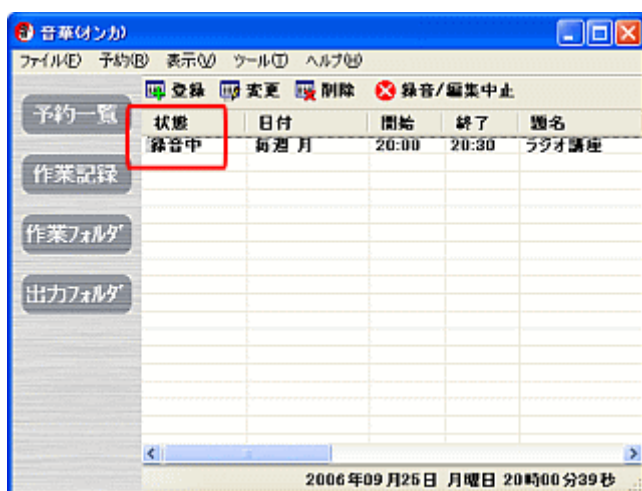 音華(オンカ)
ファイル(F) 予約(R) 表示(V) ツール(T) ヘルプ(H)
登録 変更 削除 録音/編集中止
予約一覧
作業記録
作業フォルダ
出力フォルダ
状態 日付 開始 終了 題名
録音中 毎週 月 20:00 20:30 ラジオ講座
2006年09月25日 月曜日 20時00分39秒